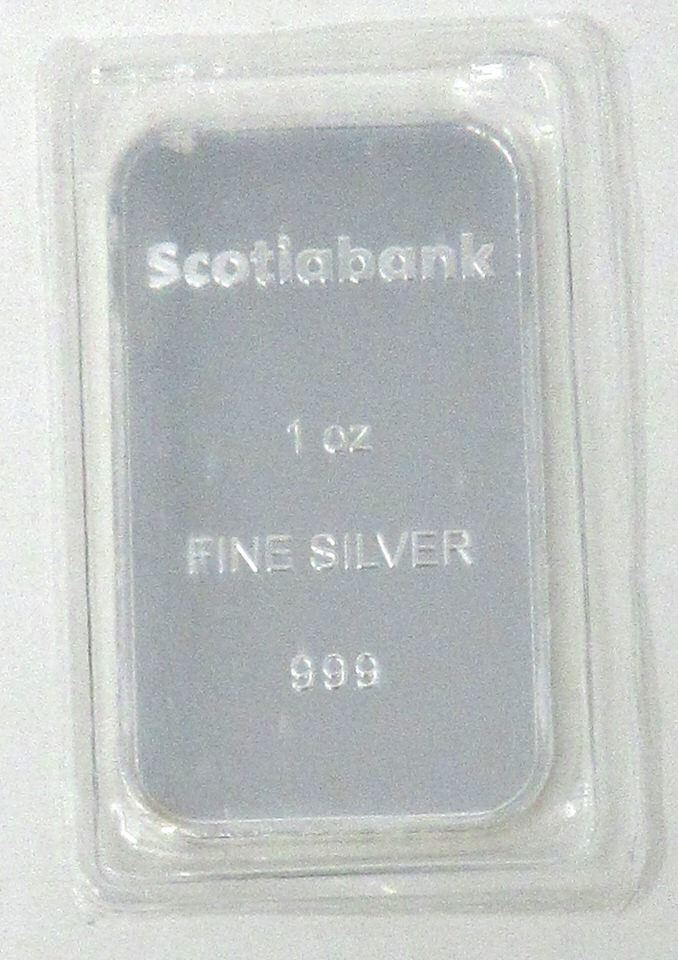 Scotiabank
1 oz
FINE SILVER
999